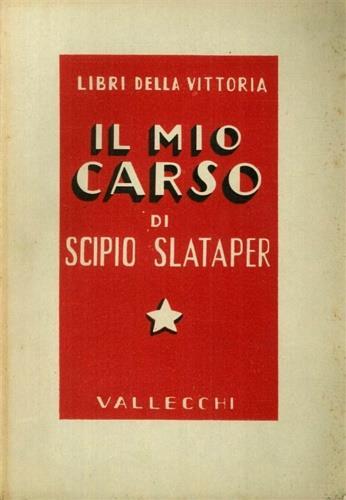 LIBRI DELLA VITTORIA
IL MIO
CARSO
DI
SCIPIO SLATAPER
VALLECCHI